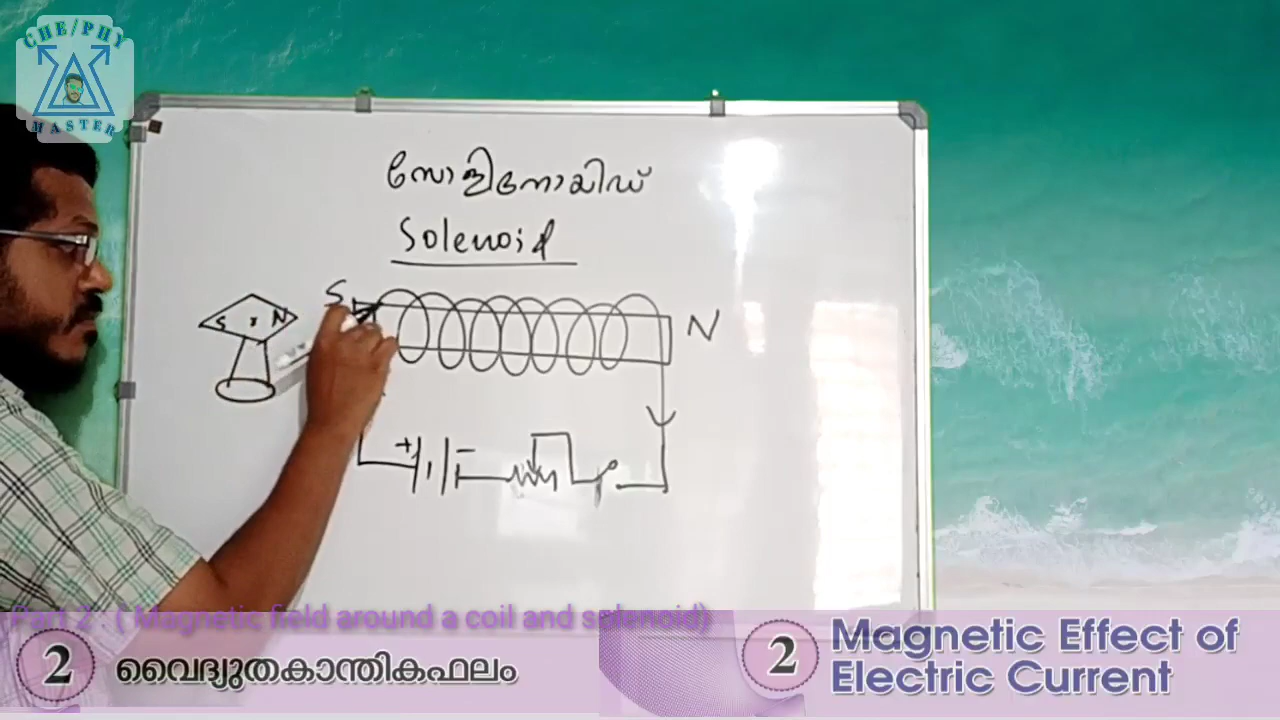 CHE/PHY
MASTER
സോളിനോയിഡ്
Solenoid
S
N
S
N
+
−
Part 2 : ( Magnetic field around a coil and solenoid)
2
വൈദ്യുതകാന്തികഫലം
2
Magnetic Effect of
Electric Current